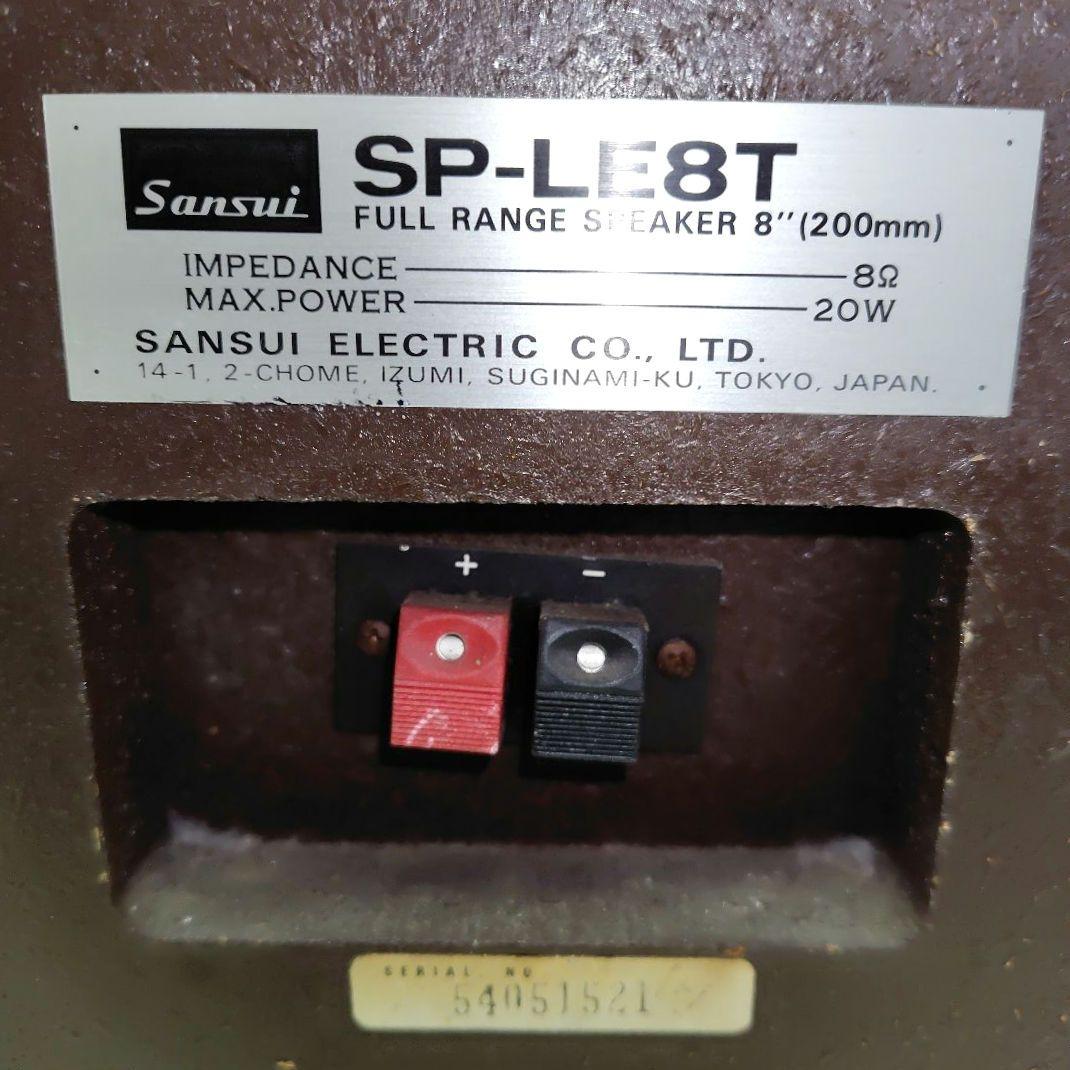 Sansui
SP-LE8T
FULL RANGE SPEAKER 8"(200mm)
IMPEDANCE 8Ω
MAX.POWER 20W
SANSUI ELECTRIC CO., LTD.
14-1, 2-CHOME, IZUMI, SUGINAMI-KU, TOKYO, JAPAN.
+ −
SERIAL NO
54051521